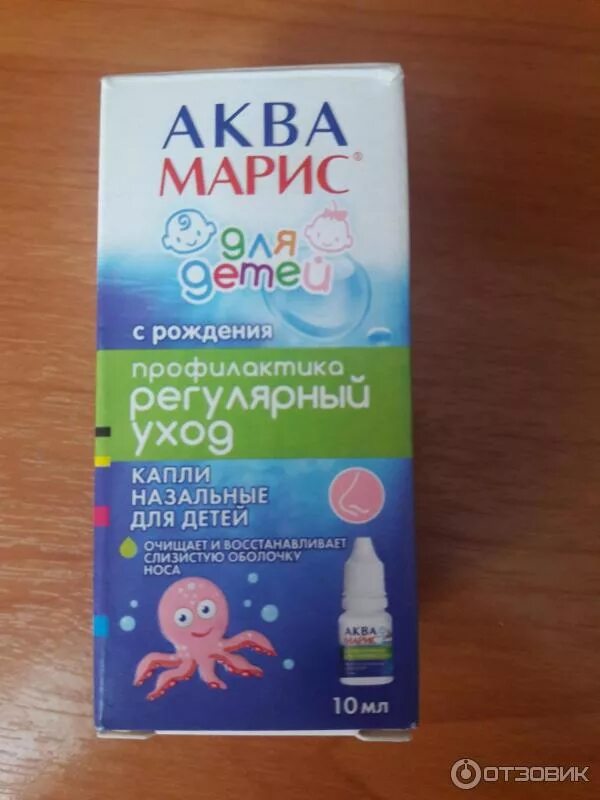 АКВА
МАРИС®
для
детей
с рождения
профилактика
регулярный
уход
КАПЛИ
НАЗАЛЬНЫЕ
ДЛЯ ДЕТЕЙ
ОЧИЩАЕТ И ВОССТАНАВЛИВАЕТ
СЛИЗИСТУЮ ОБОЛОЧКУ
НОСА
АКВА
МАРИС
10 мл
ОТЗОВИК